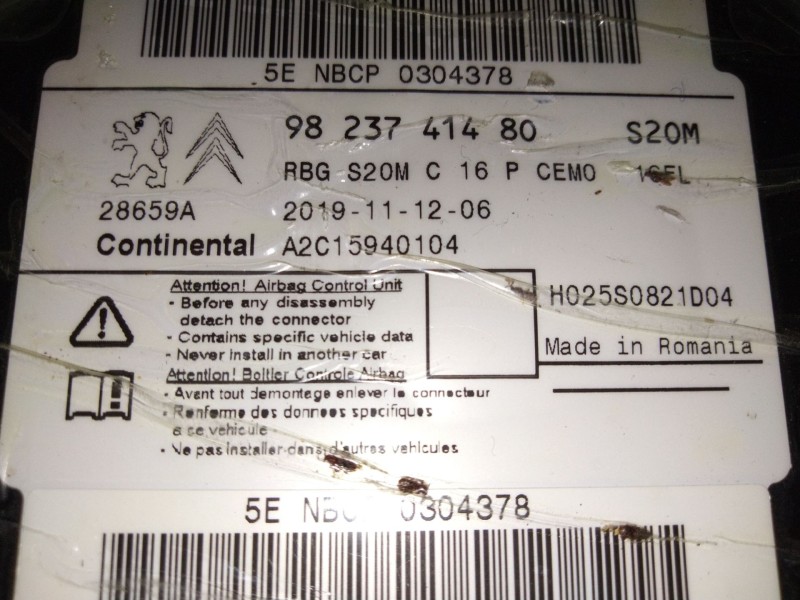 5E NBCP 0304378
98 237 414 80 S20M
RBG S20M C 16 P CEMO 16FL
28659A 2019-11-12-06
Continental A2C15940104
Attention! Airbag Control Unit
- Before any disassembly
detach the connector
- Contains specific vehicle data
- Never install in another car
H025S0821D04
Made in Romania
Attention! Boitier Controle Airbag
- Avant tout demontage enlever le connecteur
- Renferme des donnees specifiques
a ce vehicule
- Ne pas installer dans d'autres vehicules
5E NBCP 0304378